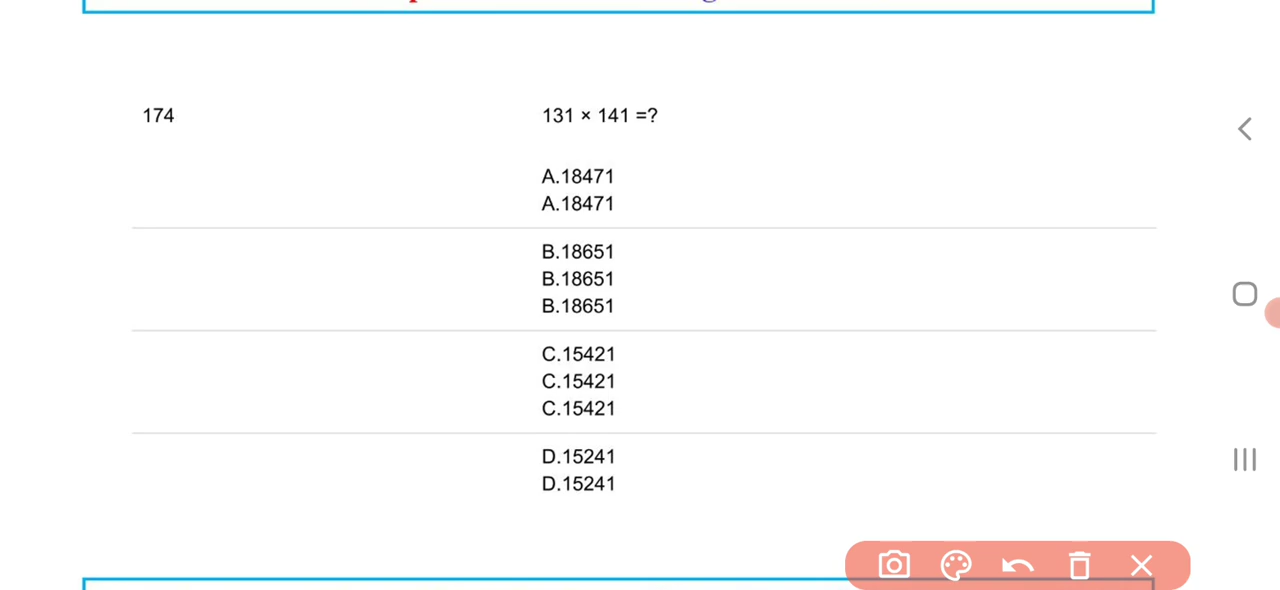 174
131 × 141 =?
A.18471
A.18471
B.18651
B.18651
B.18651
C.15421
C.15421
C.15421
D.15241
D.15241